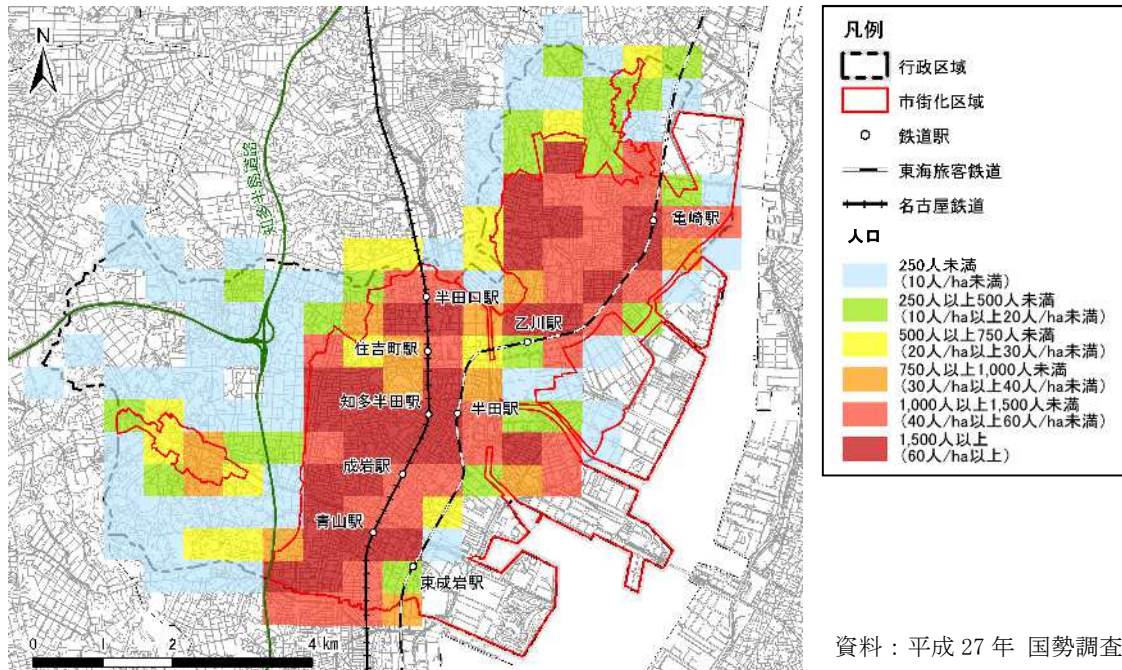 N
知多半島道路
亀崎駅
半田口駅
乙川駅
住吉町駅
知多半田駅
半田駅
成岩駅
青山駅
東成岩駅
0 1 2 4 km
凡例
行政区域
市街化区域
鉄道駅
東海旅客鉄道
名古屋鉄道
人口
250人未満
(10人/ha未満)
250人以上500人未満
(10人/ha以上20人/ha未満)
500人以上750人未満
(20人/ha以上30人/ha未満)
750人以上1,000人未満
(30人/ha以上40人/ha未満)
1,000人以上1,500人未満
(40人/ha以上60人/ha未満)
1,500人以上
(60人/ha以上)
資料：平成 27 年 国勢調査